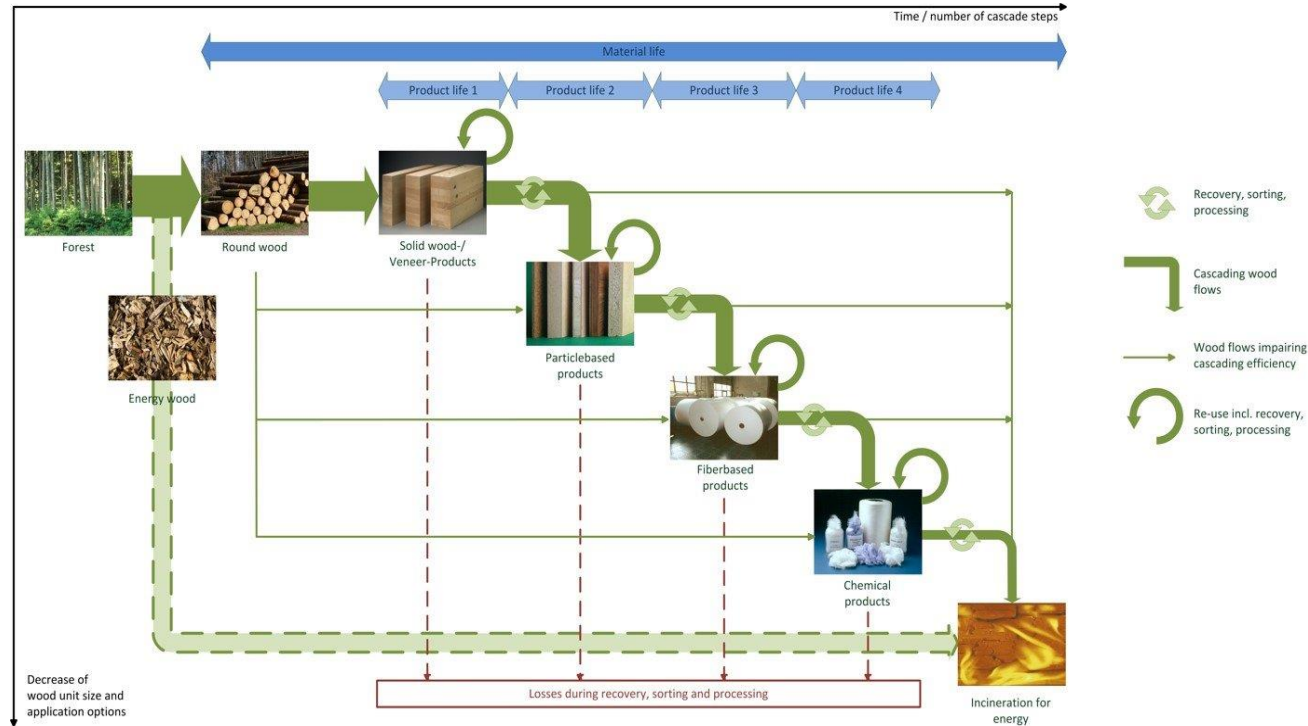 Time / number of cascade steps
Material life
Product life 1
Product life 2
Product life 3
Product life 4
Forest
Round wood
Solid wood-/
Veneer-Products
Recovery, sorting,
processing
Energy wood
Particlebased
products
Cascading wood
flows
Wood flows impairing
cascading efficiency
Fiberbased
products
Re-use incl. recovery,
sorting, processing
Chemical
products
Decrease of
wood unit size and
application options
Losses during recovery, sorting and processing
Incineration for
energy